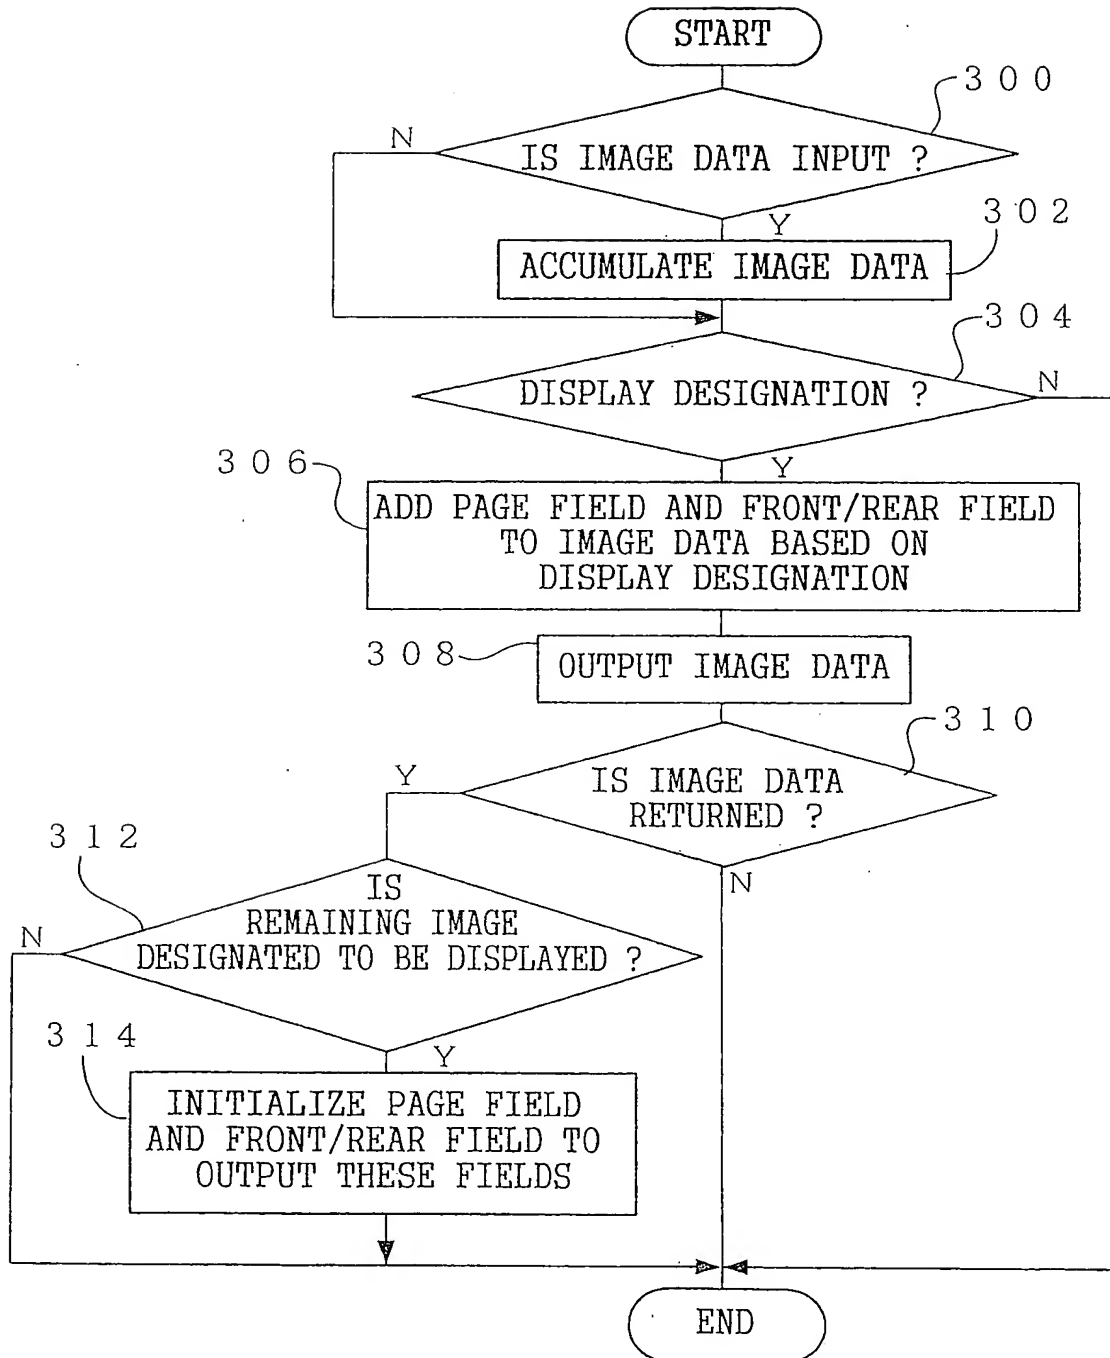 START
300
N
IS IMAGE DATA INPUT ?
Y
302
ACCUMULATE IMAGE DATA
304
DISPLAY DESIGNATION ?
N
306
Y
ADD PAGE FIELD AND FRONT/REAR FIELD
TO IMAGE DATA BASED ON
DISPLAY DESIGNATION
308
OUTPUT IMAGE DATA
310
Y
IS IMAGE DATA
RETURNED ?
312
N
IS
REMAINING IMAGE
DESIGNATED TO BE DISPLAYED ?
N
314
Y
INITIALIZE PAGE FIELD
AND FRONT/REAR FIELD TO
OUTPUT THESE FIELDS
END